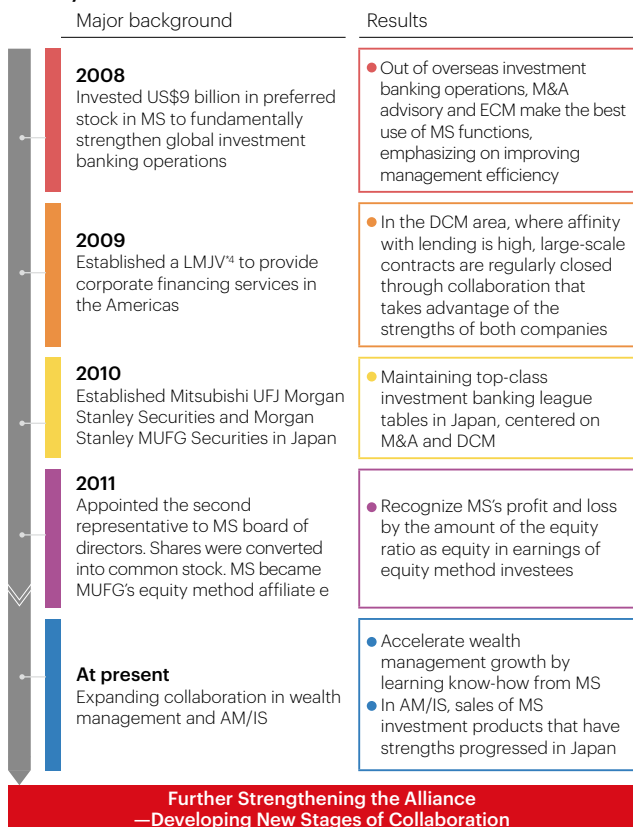 Major background
Results
2008
Invested US$9 billion in preferred
stock in MS to fundamentally
strengthen global investment
banking operations
• Out of overseas investment
banking operations, M&A
advisory and ECM make the best
use of MS functions,
emphasizing on improving
management efficiency
2009
Established a LMJV*4 to provide
corporate financing services in
the Americas
• In the DCM area, where affinity
with lending is high, large-scale
contracts are regularly closed
through collaboration that
takes advantage of the
strengths of both companies
2010
Established Mitsubishi UFJ Morgan
Stanley Securities and Morgan
Stanley MUFG Securities in Japan
• Maintaining top-class
investment banking league
tables in Japan, centered on
M&A and DCM
2011
Appointed the second
representative to MS board of
directors. Shares were converted
into common stock. MS became
MUFG's equity method affiliate e
• Recognize MS's profit and loss
by the amount of the equity
ratio as equity in earnings of
equity method investees
At present
Expanding collaboration in wealth
management and AM/IS
• Accelerate wealth
management growth by
learning know-how from MS
• In AM/IS, sales of MS
investment products that have
strengths progressed in Japan
Further Strengthening the Alliance
—Developing New Stages of Collaboration